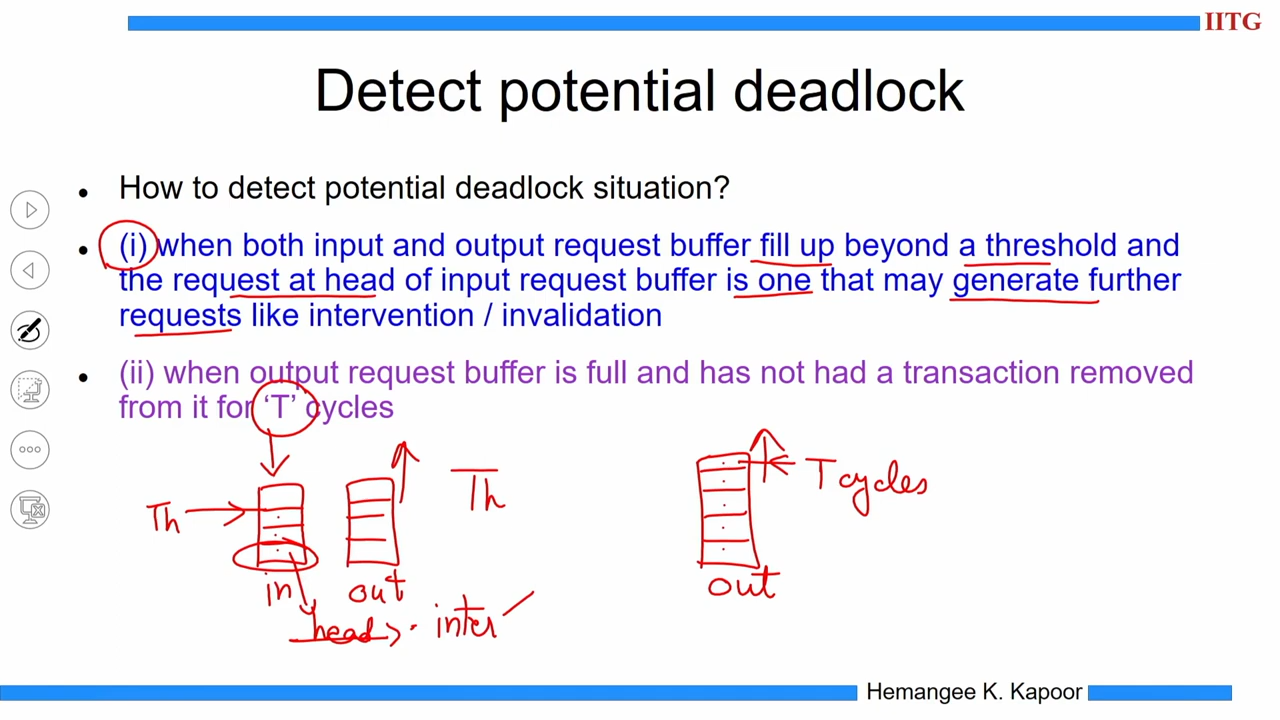 IITG
Detect potential deadlock
• How to detect potential deadlock situation?
• (i) when both input and output request buffer fill up beyond a threshold and
the request at head of input request buffer is one that may generate further
requests like intervention / invalidation
• (ii) when output request buffer is full and has not had a transaction removed
from it for ‘T’ cycles
Th
Th
T cycles
in
out
out
head
inter
Hemangee K. Kapoor